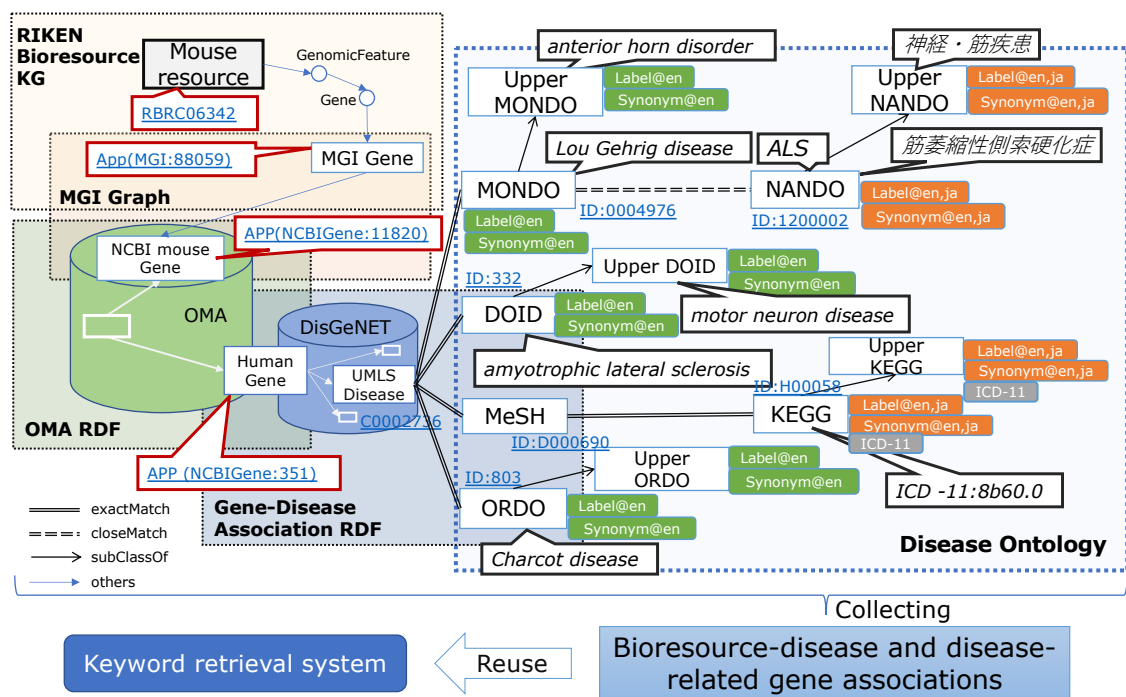 RIKEN
Bioresource
KG
Mouse
resource
GenomicFeature
Gene
RBRC06342
App(MGI:88059)
MGI Gene
MGI Graph
APP(NCBIGene:11820)
NCBI mouse
Gene
OMA
DisGeNET
Human
Gene
UMLS
Disease
C0002736
OMA RDF
APP (NCBIGene:351)
Gene-Disease
Association RDF
exactMatch
closeMatch
subClassOf
others
anterior horn disorder
Upper
MONDO
Label@en
Synonym@en
神経・筋疾患
Upper
NANDO
Label@en,ja
Synonym@en,ja
Lou Gehrig disease
ALS
筋萎縮性側索硬化症
MONDO
Label@en
Synonym@en
ID:0004976
NANDO
Label@en,ja
Synonym@en,ja
ID:1200002
ID:332
Upper DOID
Label@en
Synonym@en
DOID
Label@en
Synonym@en
motor neuron disease
amyotrophic lateral sclerosis
Upper
KEGG
Label@en,ja
Synonym@en,ja
ICD-11
ID:H00058
MeSH
ID:D000690
KEGG
Label@en,ja
Synonym@en,ja
ICD-11
ID:803
Upper
ORDO
Label@en
Synonym@en
ICD -11:8b60.0
ORDO
Label@en
Synonym@en
Charcot disease
Disease Ontology
Collecting
Keyword retrieval system
Reuse
Bioresource-disease and disease-
related gene associations